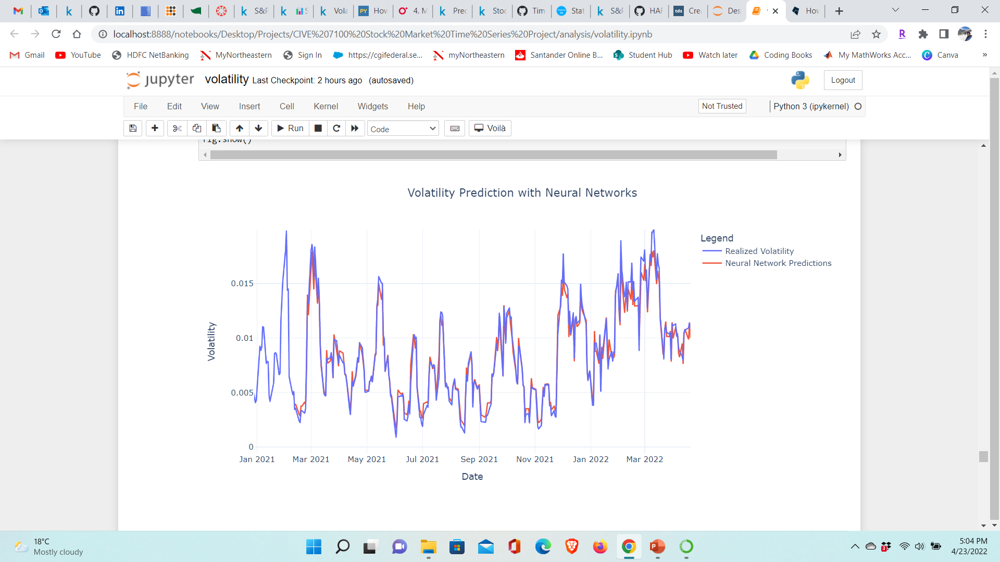 S&P
S
Vola
How
4. M
Prec
Stoc
Tim
Stat
S&P
HAR
Crea
Des
How
localhost:8888/notebooks/Desktop/Projects/CIVE%207100%20Stock%20Market%20Time%20Series%20Project/analysis/volatility.ipynb
Gmail YouTube HDFC NetBanking MyNortheastern Sign In https://cgifederal.se... myNortheastern Santander Online B... Student Hub Watch later Coding Books My MathWorks Acc... Canva »
jupyter volatility Last Checkpoint: 2 hours ago (autosaved) Logout
File Edit View Insert Cell Kernel Widgets Help Not Trusted Python 3 (ipykernel)
Run Code Voilà
fig.show()
Volatility Prediction with Neural Networks
Legend
Realized Volatility
Neural Network Predictions
Volatility
0.015
0.01
0.005
0
Jan 2021 Mar 2021 May 2021 Jul 2021 Sep 2021 Nov 2021 Jan 2022 Mar 2022
Date
18°C
Mostly cloudy
3
5:04 PM
4/23/2022